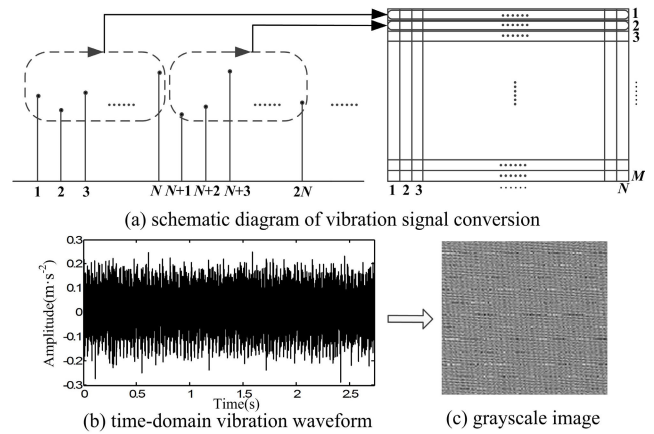 1
2
3
......
......
......
......
......
......
......
1 2 3 N N+1 N+2 N+3 2N
1 2 3 N
M
......
......
(a) schematic diagram of vibration signal conversion
0.3
0.2
0.1
0
-0.1
-0.2
-0.3
Amplitude(m·s⁻²)
0 0.5 1 1.5 2 2.5
Time(s)
(b) time-domain vibration waveform
(c) grayscale image